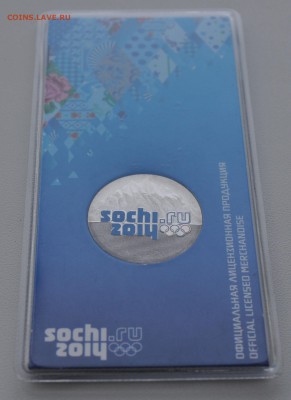 COINS.LAVE.RU
sochi.ru
2014
sochi.ru
2014
ОФИЦИАЛЬНАЯ ЛИЦЕНЗИОННАЯ ПРОДУКЦИЯ
OFFICIAL LICENSED MERCHANDISE